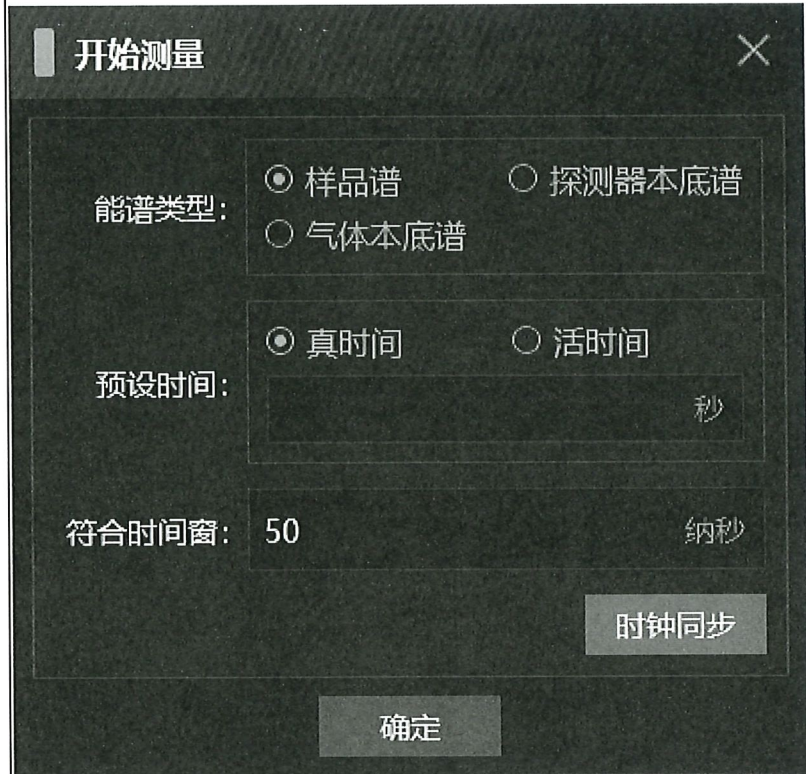 开始测量
能谱类型：
样品谱 探测器本底谱
气体本底谱
预设时间：
真时间 活时间
秒
符合时间窗： 50 纳秒
时钟同步
确定